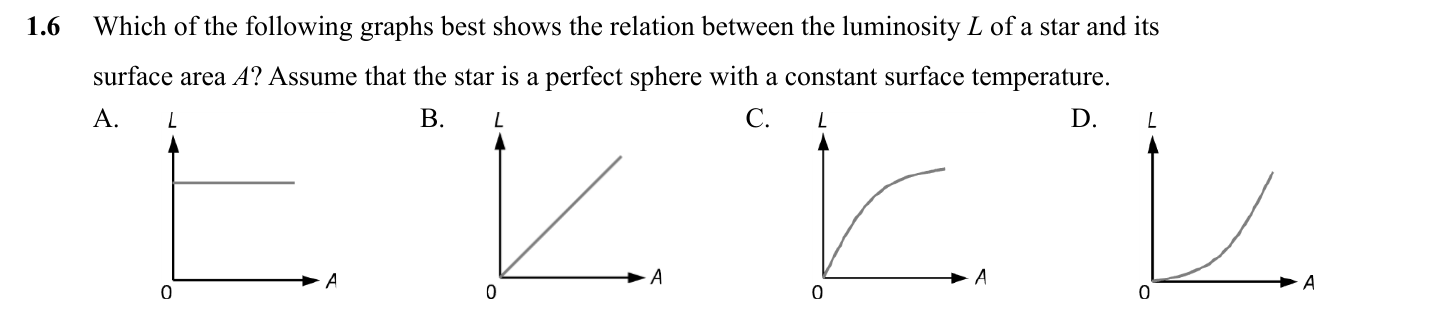 1.6 Which of the following graphs best shows the relation between the luminosity L of a star and its
surface area A? Assume that the star is a perfect sphere with a constant surface temperature.
A. L B. L C. L D. L
A A A A
0 0 0 0